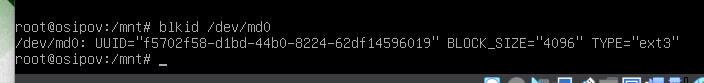 root@osipov:/mnt# blkid /dev/md0
/dev/md0: UUID="f5702f58-d1bd-44b0-8224-62df14596019" BLOCK_SIZE="4096" TYPE="ext3"
root@osipov:/mnt# _